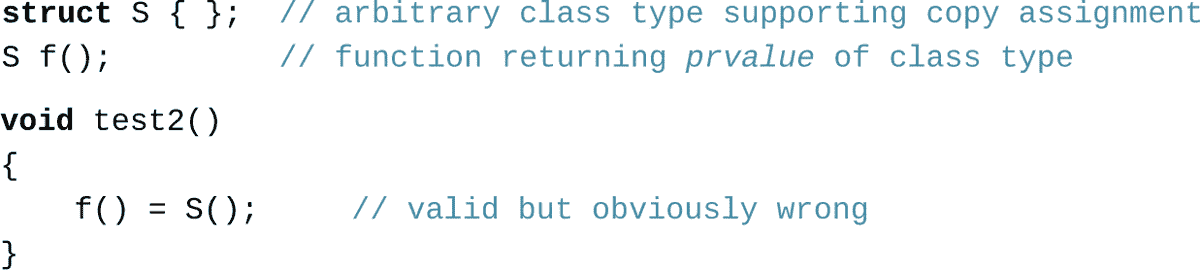 struct S { };  // arbitrary class type supporting copy assignment
S f();         // function returning prvalue of class type
void test2()
{
    f() = S();     // valid but obviously wrong
}